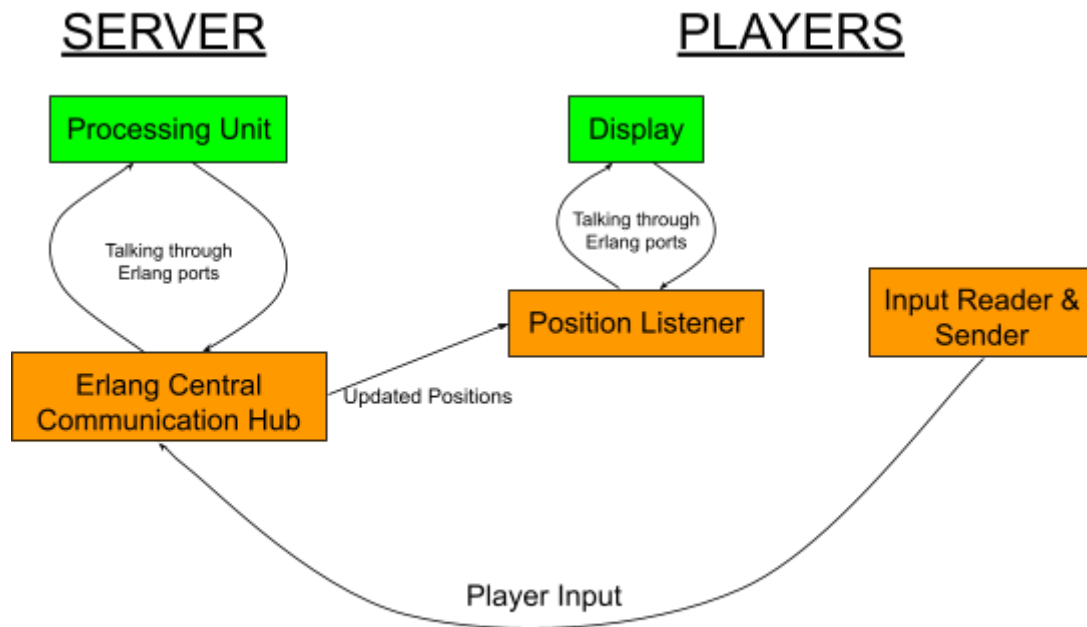 SERVER
PLAYERS
Processing Unit
Display
Talking through
Erlang ports
Talking through
Erlang ports
Position Listener
Input Reader &
Sender
Erlang Central
Communication Hub
Updated Positions
Player Input